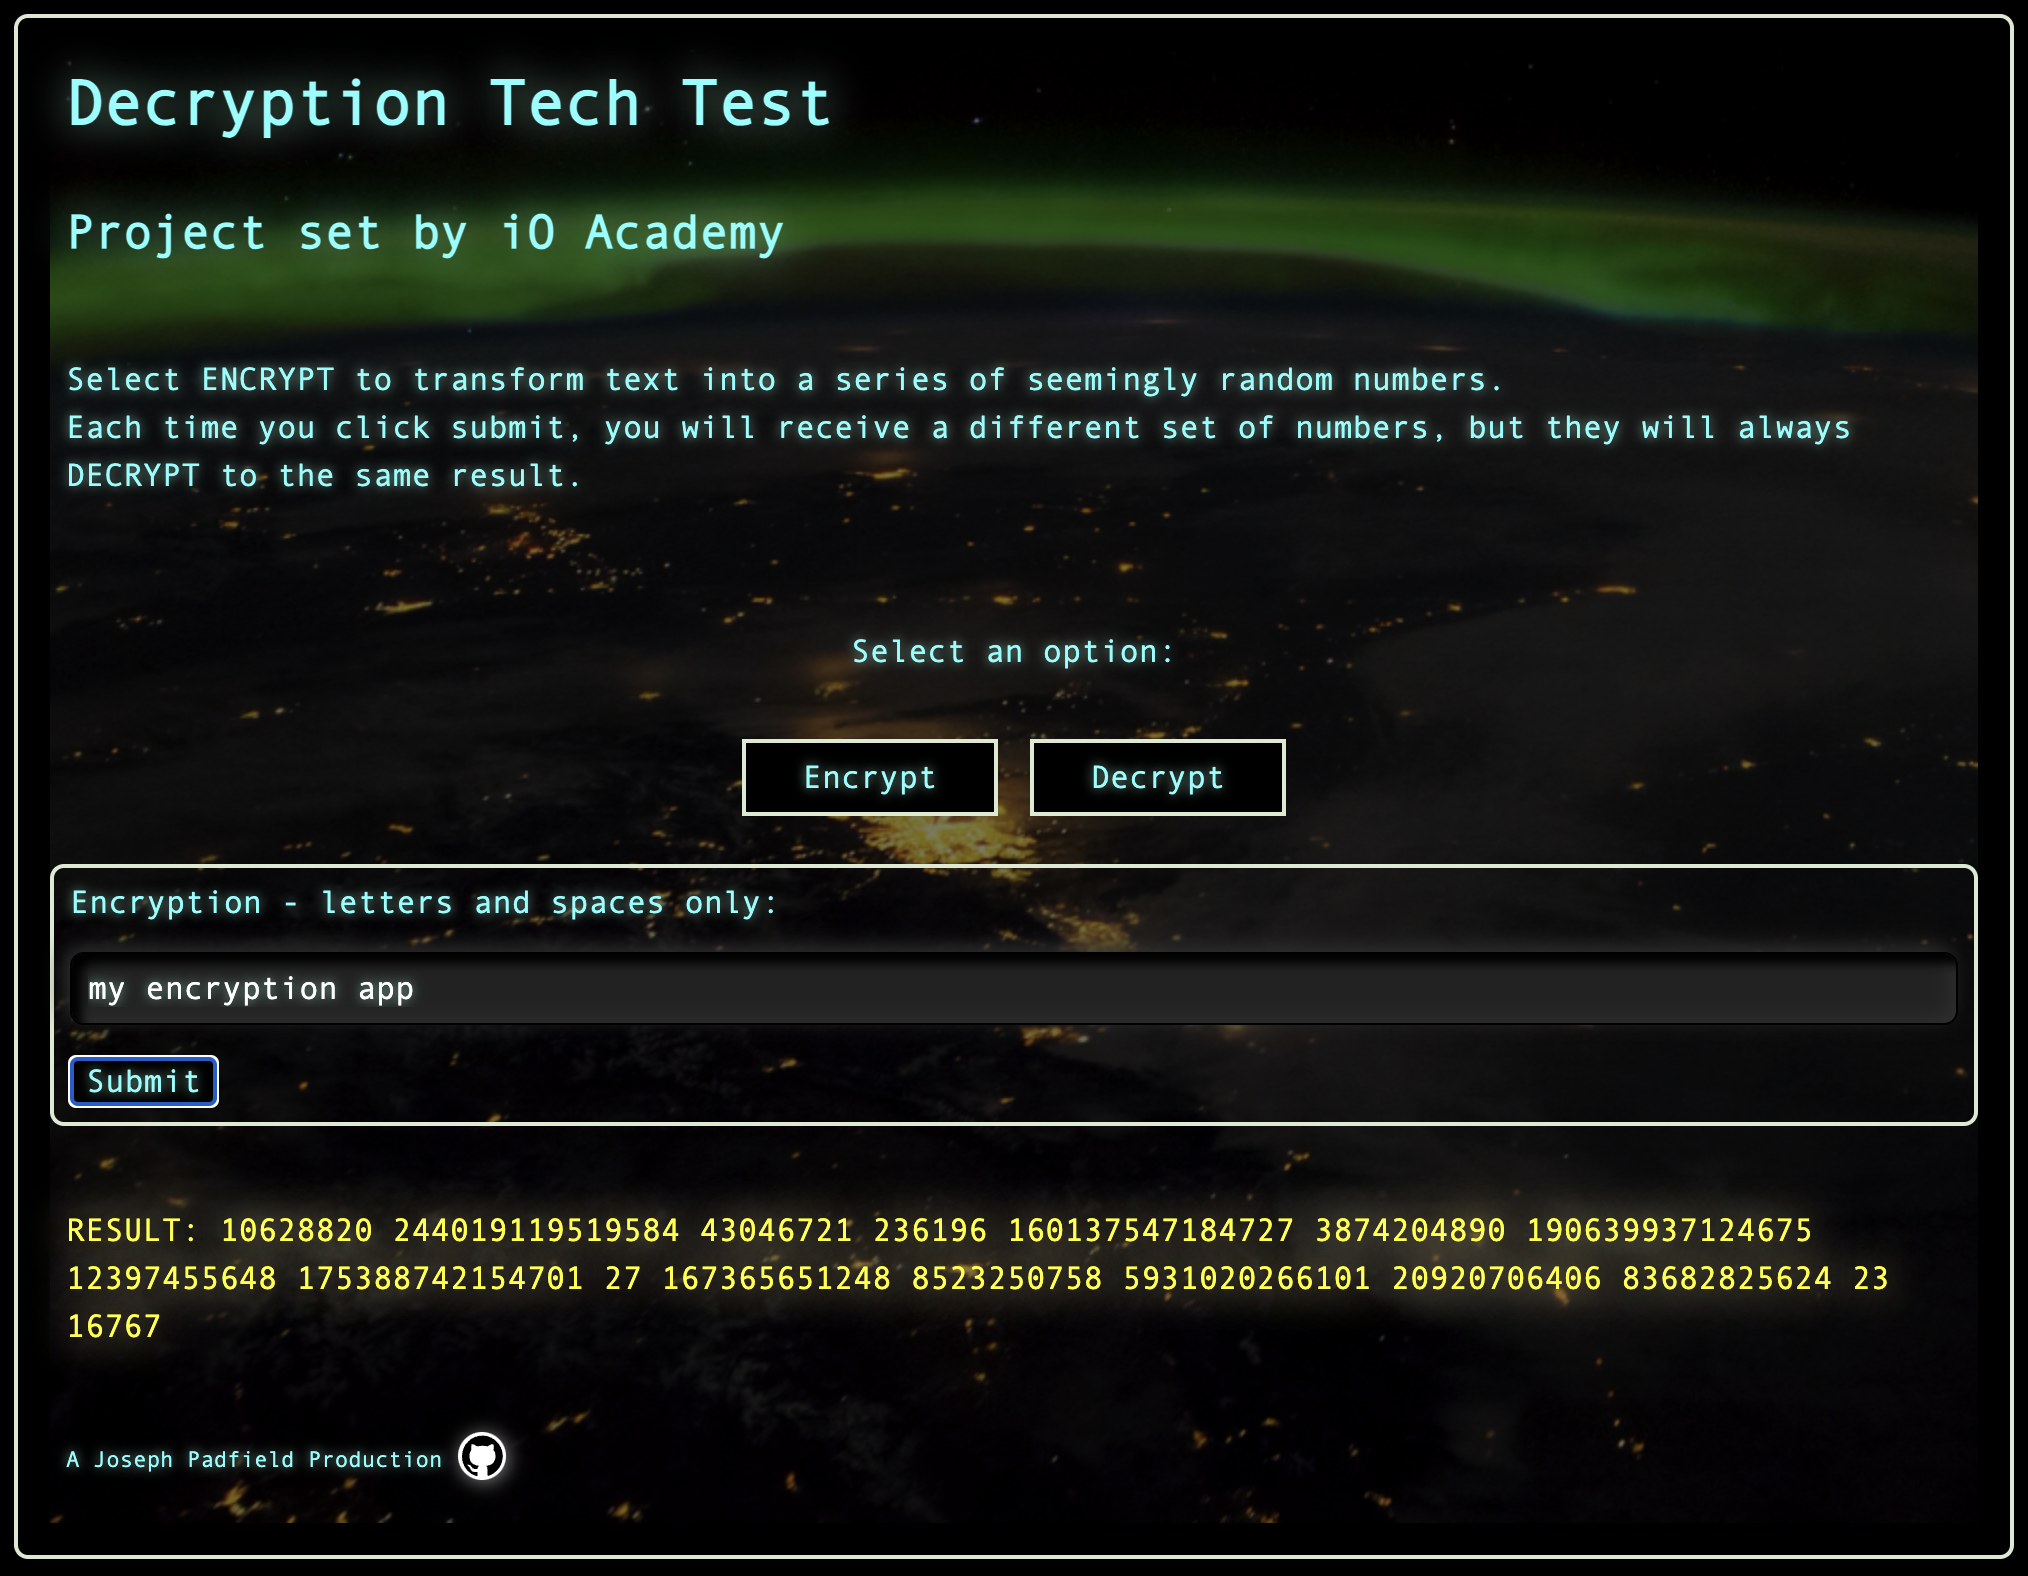 Decryption Tech Test
Project set by iO Academy
Select ENCRYPT to transform text into a series of seemingly random numbers.
Each time you click submit, you will receive a different set of numbers, but they will always
DECRYPT to the same result.
Select an option:
Encrypt Decrypt
Encryption - letters and spaces only:
my encryption app
Submit
RESULT: 10628820 244019119519584 43046721 236196 160137547184727 3874204890 190639937124675
12397455648 175388742154701 27 167365651248 8523250758 5931020266101 20920706406 83682825624 23
16767
A Joseph Padfield Production